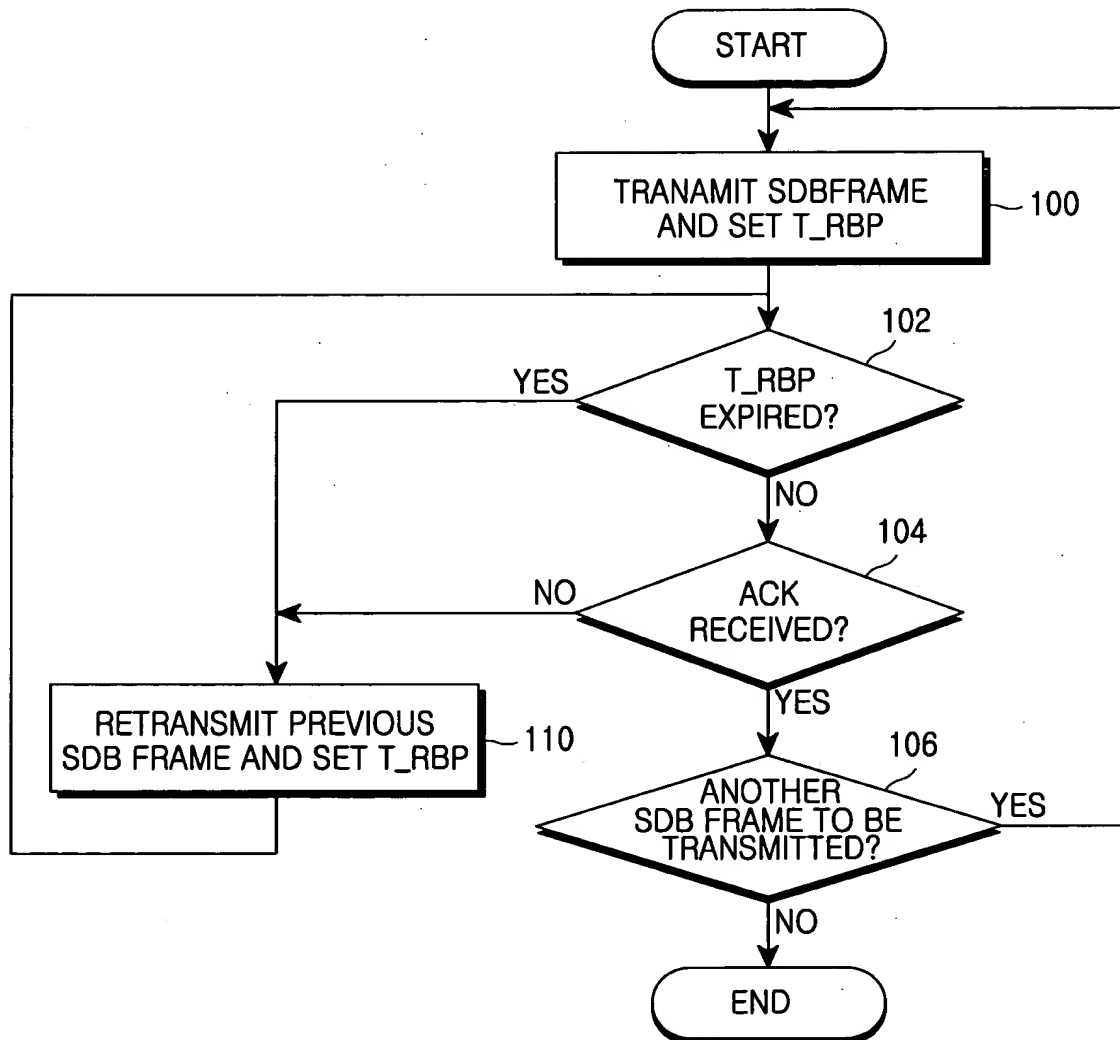 START
TRANAMIT SDBFRAME
AND SET T_RBP
100
102
YES
T_RBP
EXPIRED?
NO
104
NO
ACK
RECEIVED?
YES
RETRANSMIT PREVIOUS
SDB FRAME AND SET T_RBP
110
106
ANOTHER
SDB FRAME TO BE
TRANSMITTED?
YES
NO
END